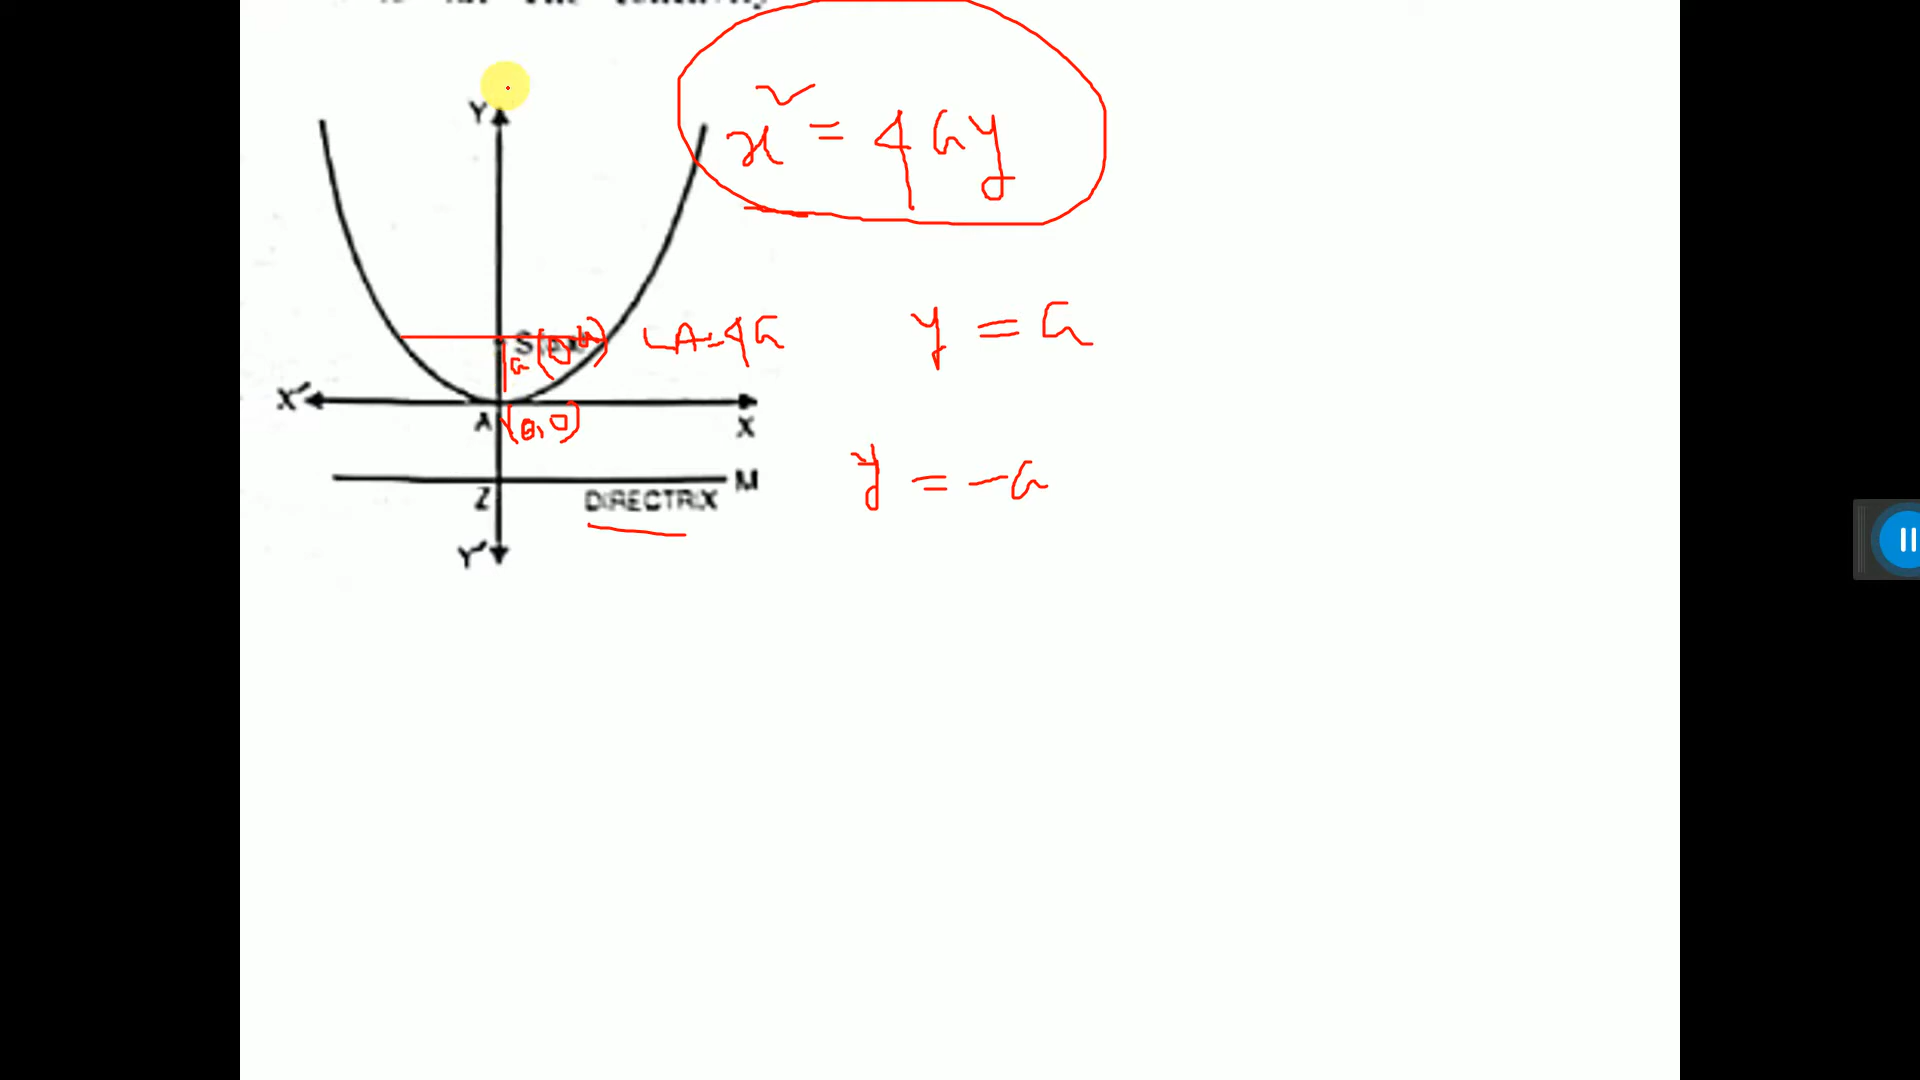 x² = 4ay
Y
S
a (0, a)
LR = 4a
y = a
X′
A (0, 0)
X
y = -a
M
Z
DIRECTRIX
Y′